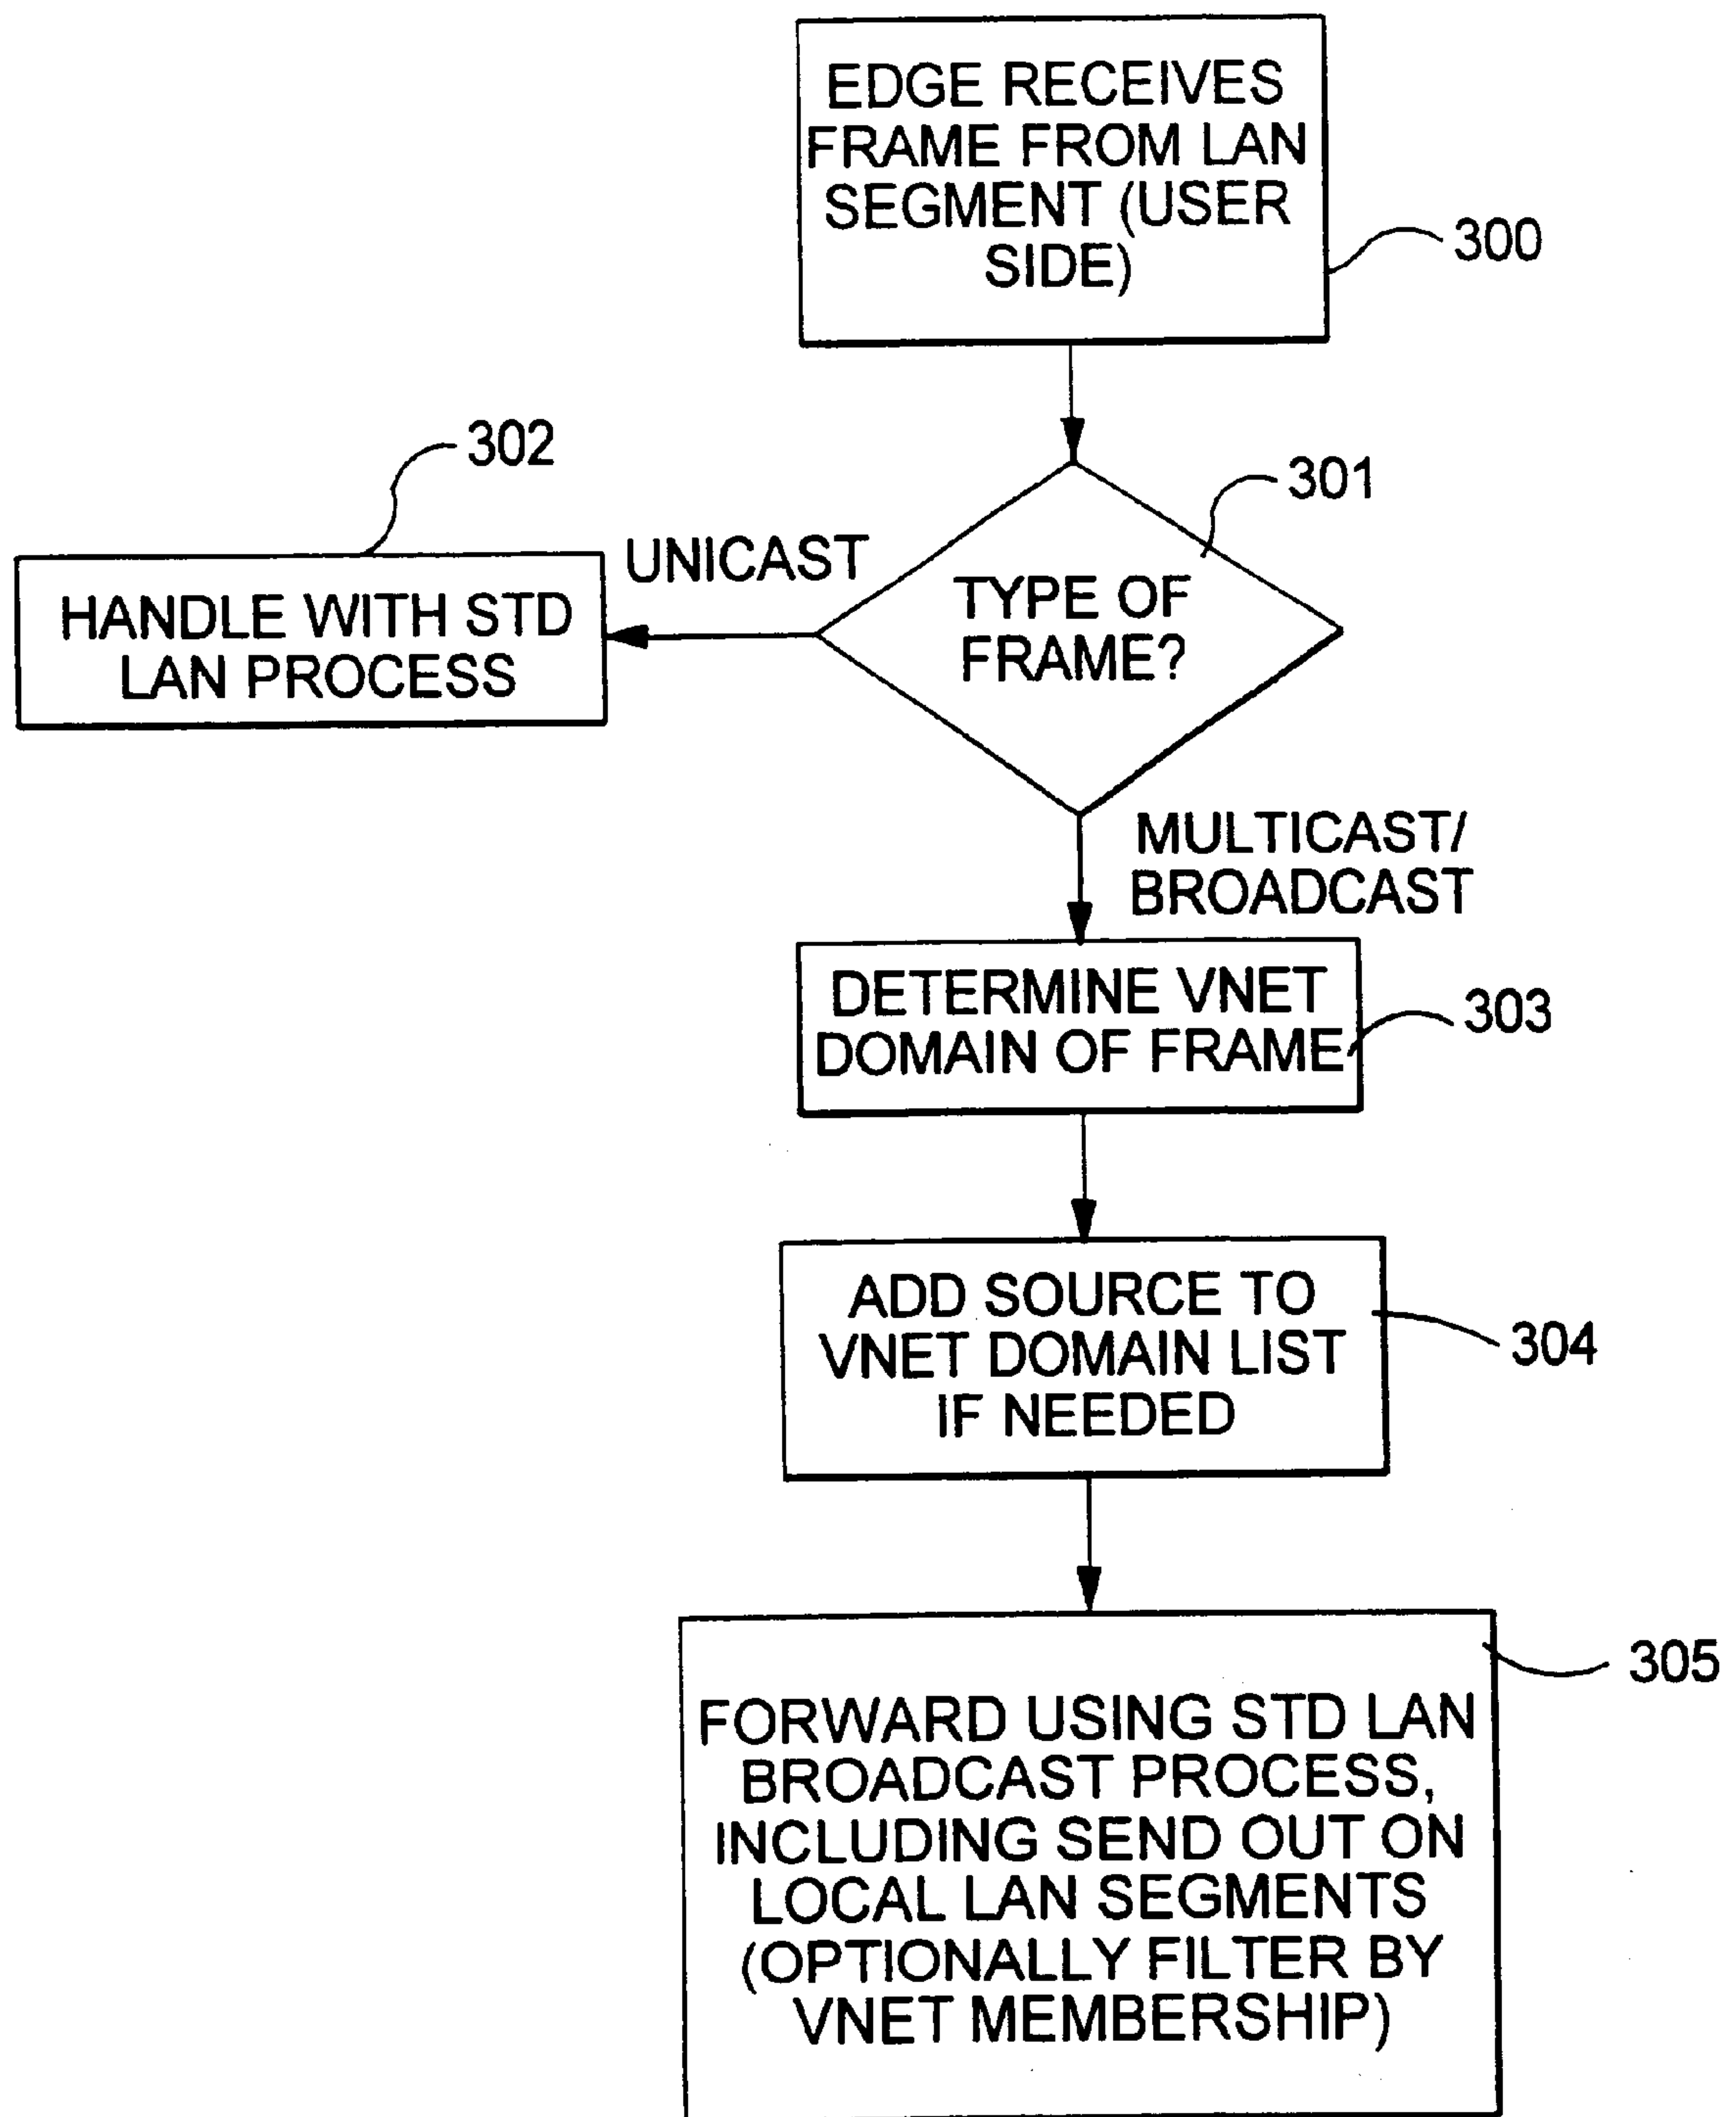 EDGE RECEIVES
FRAME FROM LAN
SEGMENT (USER
SIDE)
300
302
301
UNICAST
HANDLE WITH STD
LAN PROCESS
TYPE OF
FRAME?
MULTICAST/
BROADCAST
DETERMINE VNET
DOMAIN OF FRAME
303
ADD SOURCE TO
VNET DOMAIN LIST
IF NEEDED
304
305
FORWARD USING STD LAN
BROADCAST PROCESS,
INCLUDING SEND OUT ON
LOCAL LAN SEGMENTS
(OPTIONALLY FILTER BY
VNET MEMBERSHIP)